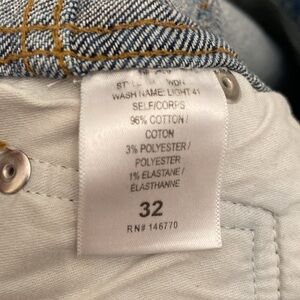 WASH NAME: LIGHT 41
SELF/CORPS
96% COTTON/
COTON
3% POLYESTER/
POLYESTER
1% ELASTANE/
ELASTHANNE
32
RN# 146770